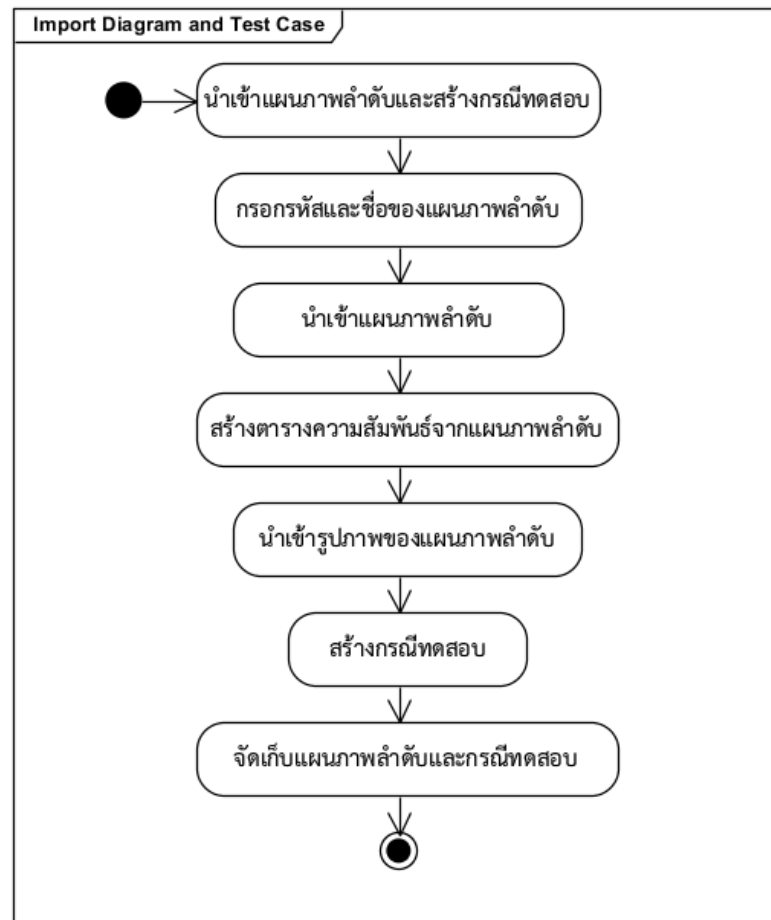 Import Diagram and Test Case
นำเข้าแผนภาพลำดับและสร้างกรณีทดสอบ
กรอกรหัสและชื่อของแผนภาพลำดับ
นำเข้าแผนภาพลำดับ
สร้างตารางความสัมพันธ์จากแผนภาพลำดับ
นำเข้ารูปภาพของแผนภาพลำดับ
สร้างกรณีทดสอบ
จัดเก็บแผนภาพลำดับและกรณีทดสอบ